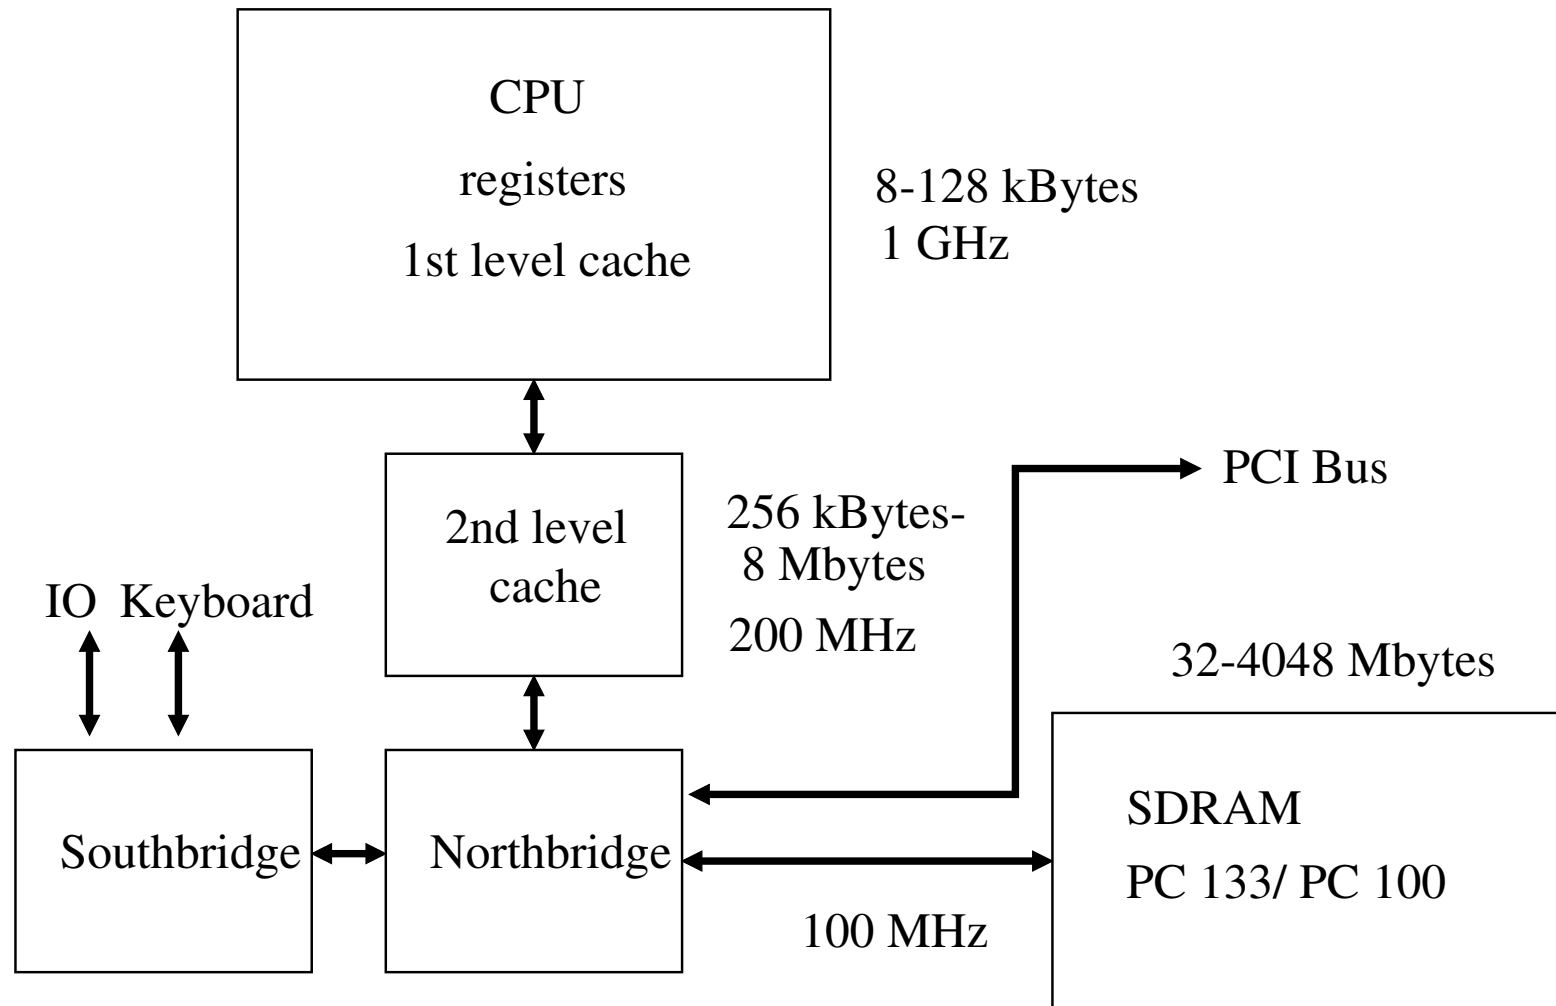 CPU
registers
1st level cache
8-128 kBytes
1 GHz
PCI Bus
2nd level
cache
256 kBytes-
8 Mbytes
200 MHz
IO Keyboard
32-4048 Mbytes
Southbridge
Northbridge
SDRAM
PC 133/ PC 100
100 MHz